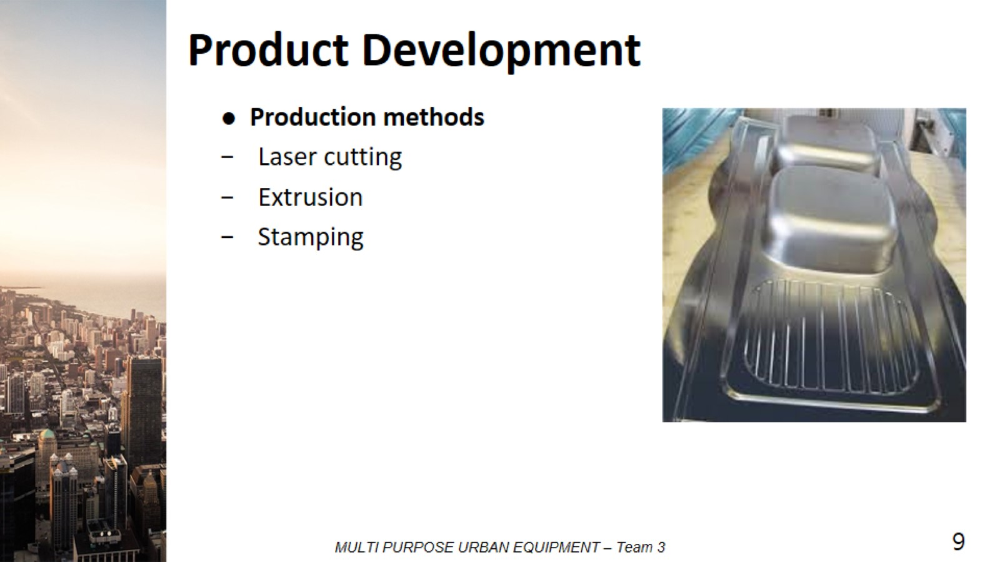 Product Development
● Production methods
– Laser cutting
– Extrusion
– Stamping
MULTI PURPOSE URBAN EQUIPMENT – Team 3
9